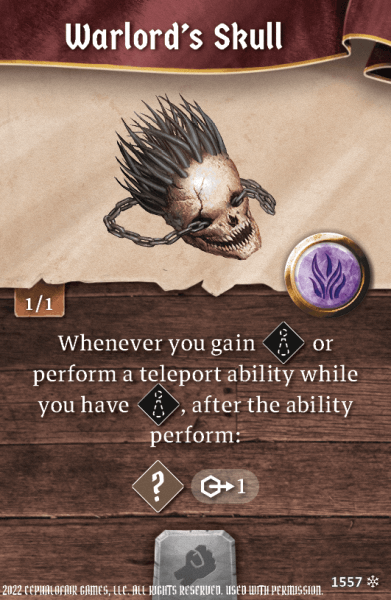 Warlord's Skull
1/1
Whenever you gain or
perform a teleport ability while
you have , after the ability
perform:
? 1
1557
2022 CEPHALOFAIR GAMES, LLC. ALL RIGHTS RESERVED. USED WITH PERMISSION.